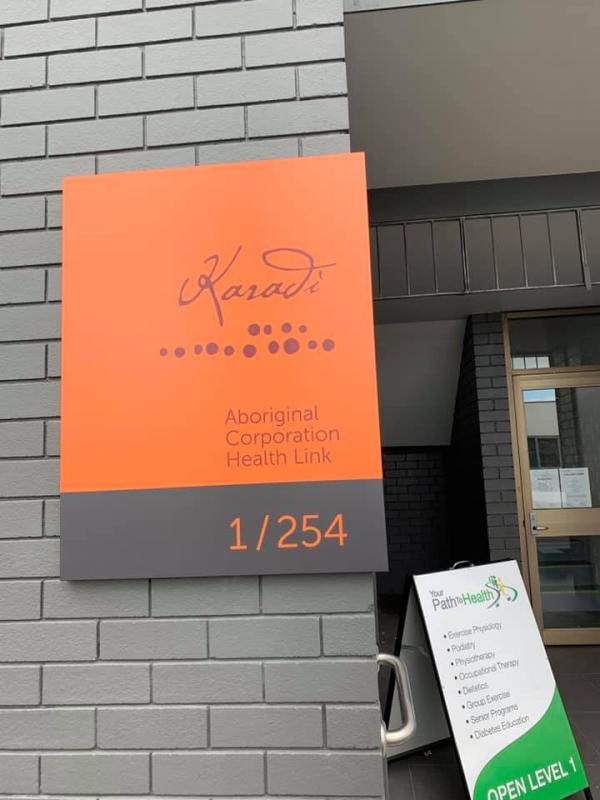 Karadi
Aboriginal
Corporation
Health Link
1/254
Your
Path to Health
• Exercise Physiology
• Podiatry
• Physiotherapy
• Occupational Therapy
• Dietetics
• Group Exercise
• Senior Programs
• Diabetes Education
OPEN LEVEL 1